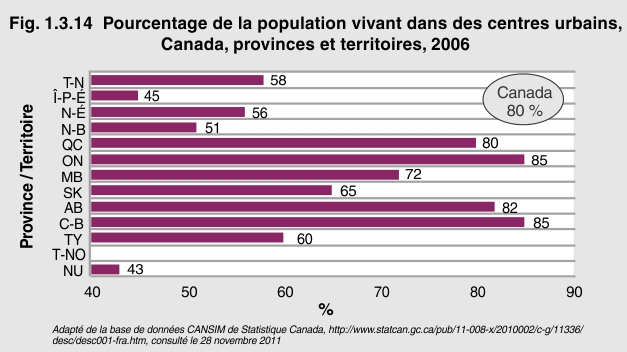 Fig. 1.3.14 Pourcentage de la population vivant dans des centres urbains,
Canada, provinces et territoires, 2006
Canada
80 %
Province / Territoire
T-N 58
Î-P-É 45
N-É 56
N-B 51
QC 80
ON 85
MB 72
SK 65
AB 82
C-B 85
TY 60
T-NO
NU 43
40 50 60 70 80 90
%
Adapté de la base de données CANSIM de Statistique Canada, http://www.statcan.gc.ca/pub/11-008-x/2010002/c-g/11336/
desc/desc001-fra.htm, consulté le 28 novembre 2011